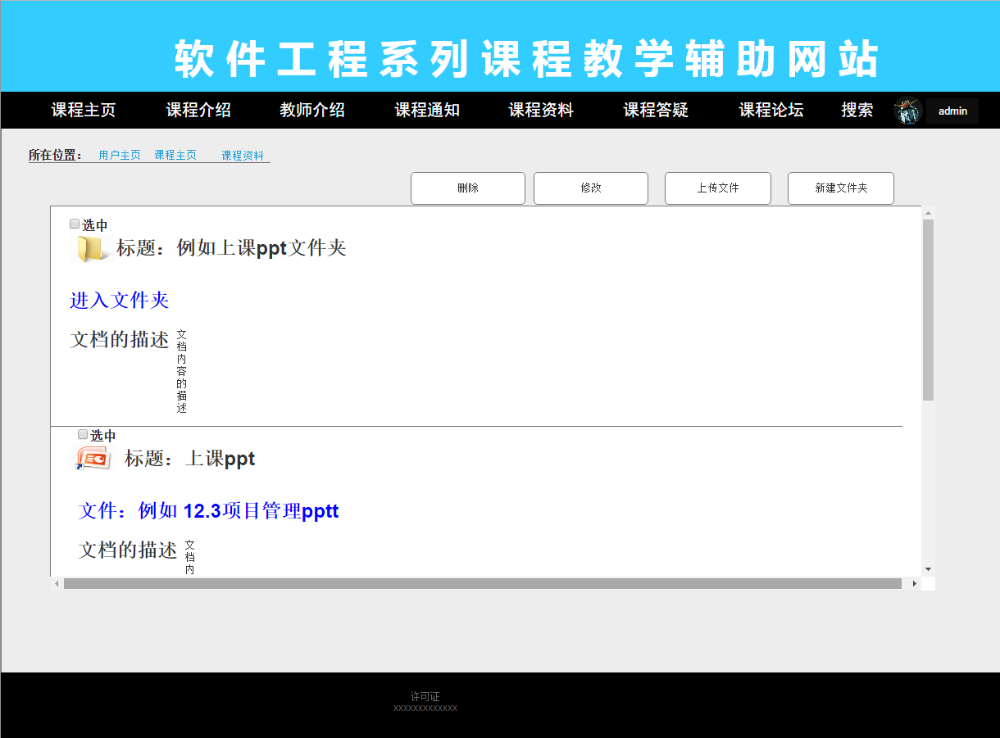 软件工程系列课程教学辅助网站
课程主页 课程介绍 教师介绍 课程通知 课程资料 课程答疑 课程论坛 搜索 admin
所在位置： 用户主页 课程主页 课程资料
删除 修改 上传文件 新建文件夹
选中
标题：例如上课ppt文件夹
进入文件夹
文档的描述 文档内容的描述
选中
标题：上课ppt
文件：例如 12.3项目管理pptt
文档的描述 文档内
许可证
xxxxxxxxxxxxx